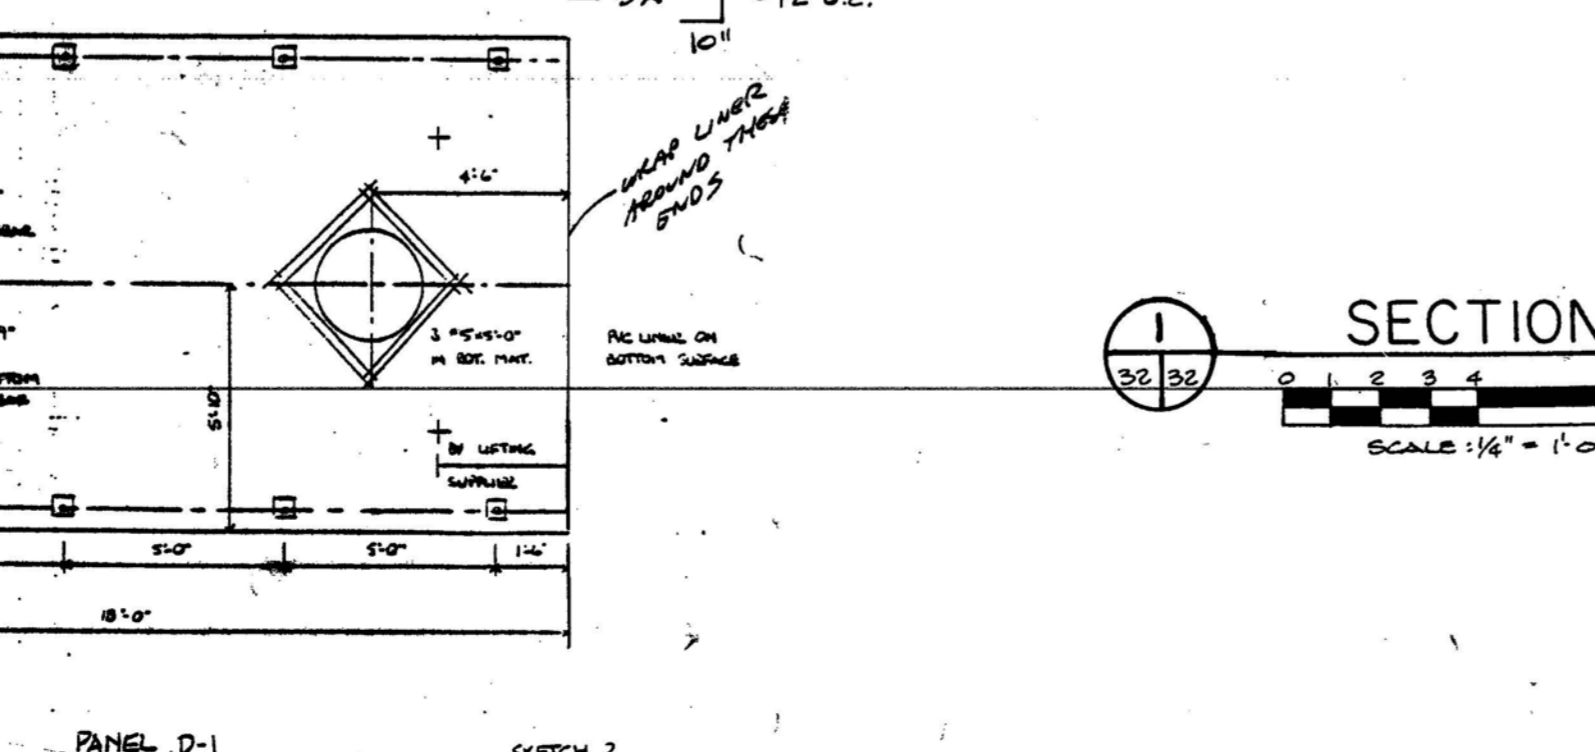 12" O.C.
10"
WRAP LINER
AROUND THESE
ENDS
4'-6"
3 #5x5'-0"
IN BOT. MAT.
PVC LINING ON
BOTTOM SURFACE
5'-10"
BY LIFTING
SUPPLIER
5'-0" 5'-0" 1'-6"
18'-0"
PANEL D-1
SKETCH 2
1
32 32
SECTION
0 1 2 3 4
SCALE: 1/4" = 1'-0